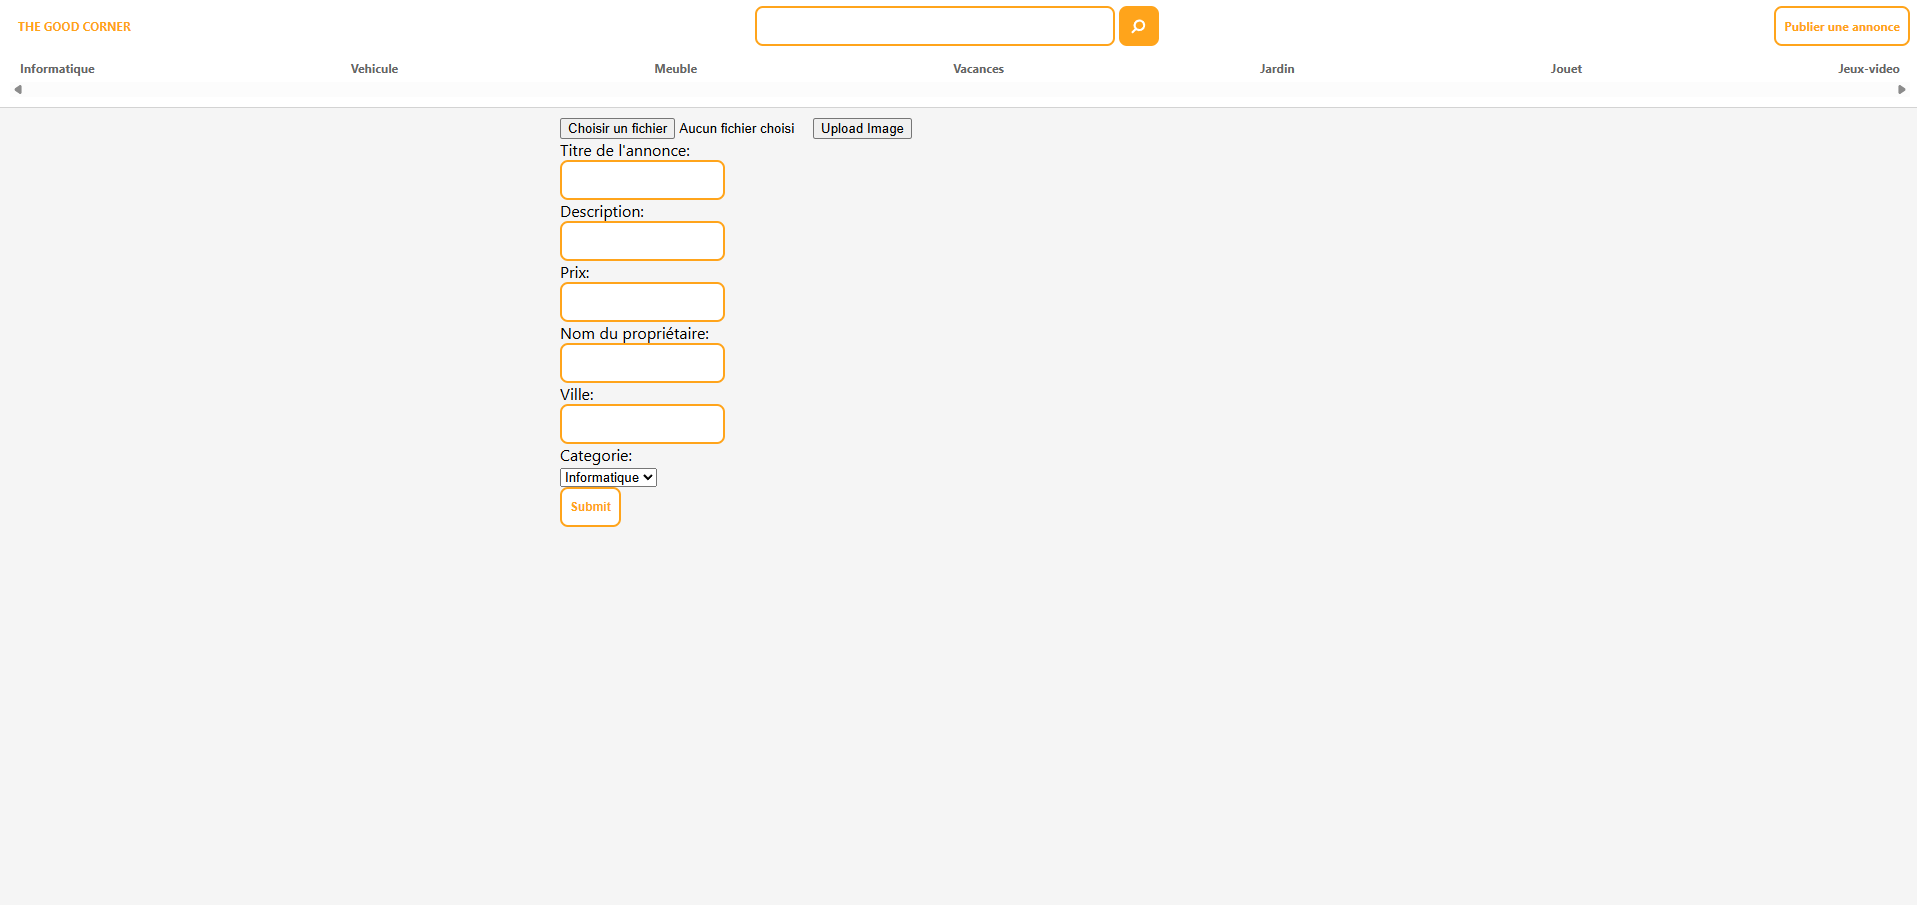 THE GOOD CORNER
Publier une annonce
Informatique Vehicule Meuble Vacances Jardin Jouet Jeux-video
Choisir un fichier Aucun fichier choisi Upload Image
Titre de l'annonce:
Description:
Prix:
Nom du propriétaire:
Ville:
Categorie:
Informatique
Submit